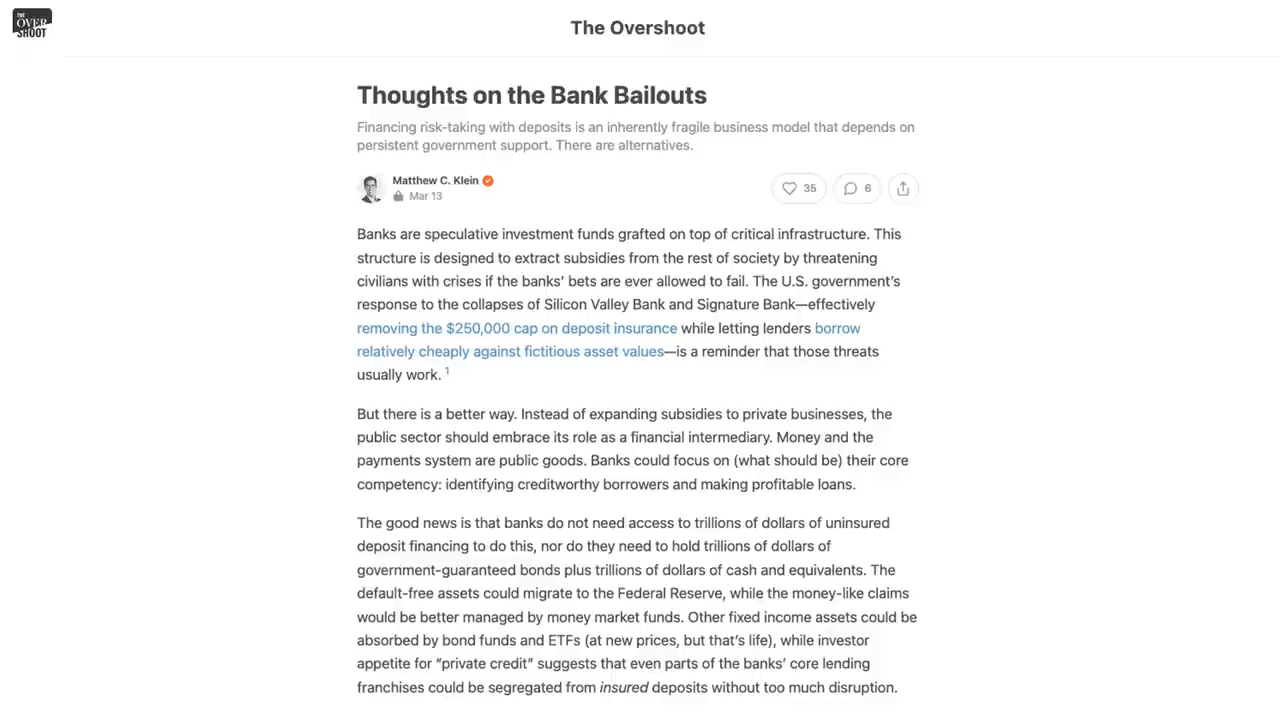 THE
OVER
SHOOT
The Overshoot
Thoughts on the Bank Bailouts
Financing risk-taking with deposits is an inherently fragile business model that depends on
persistent government support. There are alternatives.
Matthew C. Klein
Mar 13
35
6
Banks are speculative investment funds grafted on top of critical infrastructure. This
structure is designed to extract subsidies from the rest of society by threatening
civilians with crises if the banks’ bets are ever allowed to fail. The U.S. government’s
response to the collapses of Silicon Valley Bank and Signature Bank—effectively
removing the $250,000 cap on deposit insurance while letting lenders borrow
relatively cheaply against fictitious asset values—is a reminder that those threats
usually work. 1
But there is a better way. Instead of expanding subsidies to private businesses, the
public sector should embrace its role as a financial intermediary. Money and the
payments system are public goods. Banks could focus on (what should be) their core
competency: identifying creditworthy borrowers and making profitable loans.
The good news is that banks do not need access to trillions of dollars of uninsured
deposit financing to do this, nor do they need to hold trillions of dollars of
government-guaranteed bonds plus trillions of dollars of cash and equivalents. The
default-free assets could migrate to the Federal Reserve, while the money-like claims
would be better managed by money market funds. Other fixed income assets could be
absorbed by bond funds and ETFs (at new prices, but that’s life), while investor
appetite for “private credit” suggests that even parts of the banks’ core lending
franchises could be segregated from insured deposits without too much disruption.